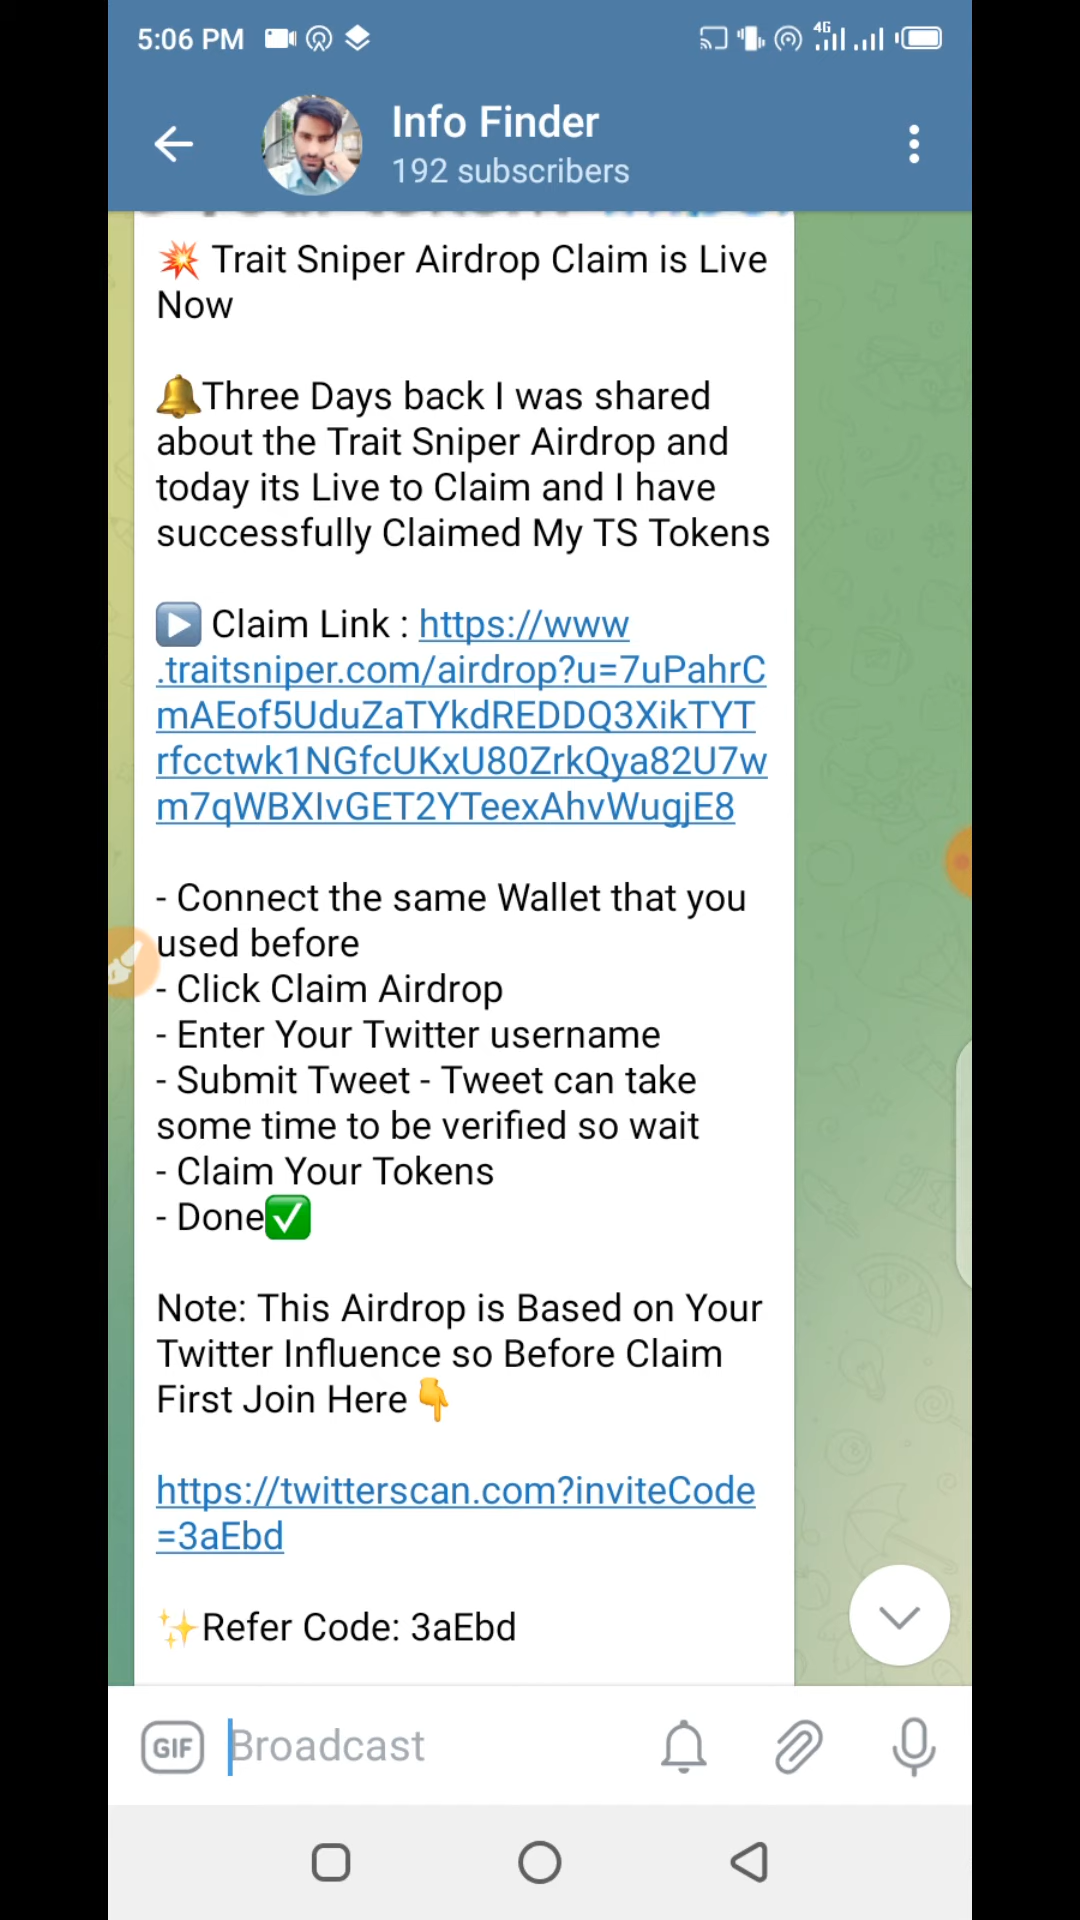 5:06 PM
4G
Info Finder
192 subscribers
💥 Trait Sniper Airdrop Claim is Live
Now
🔔Three Days back I was shared
about the Trait Sniper Airdrop and
today its Live to Claim and I have
successfully Claimed My TS Tokens
▶️ Claim Link : https://www
.traitsniper.com/airdrop?u=7uPahrC
mAEof5UduZaTYkdREDDQ3XikTYT
rfcctwk1NGfcUKxU80ZrkQya82U7w
m7qWBXIvGET2YTeexAhvWugjE8
- Connect the same Wallet that you
used before
- Click Claim Airdrop
- Enter Your Twitter username
- Submit Tweet - Tweet can take
some time to be verified so wait
- Claim Your Tokens
- Done✅
Note: This Airdrop is Based on Your
Twitter Influence so Before Claim
First Join Here 👇
https://twitterscan.com?inviteCode
=3aEbd
✨Refer Code: 3aEbd
GIF
Broadcast